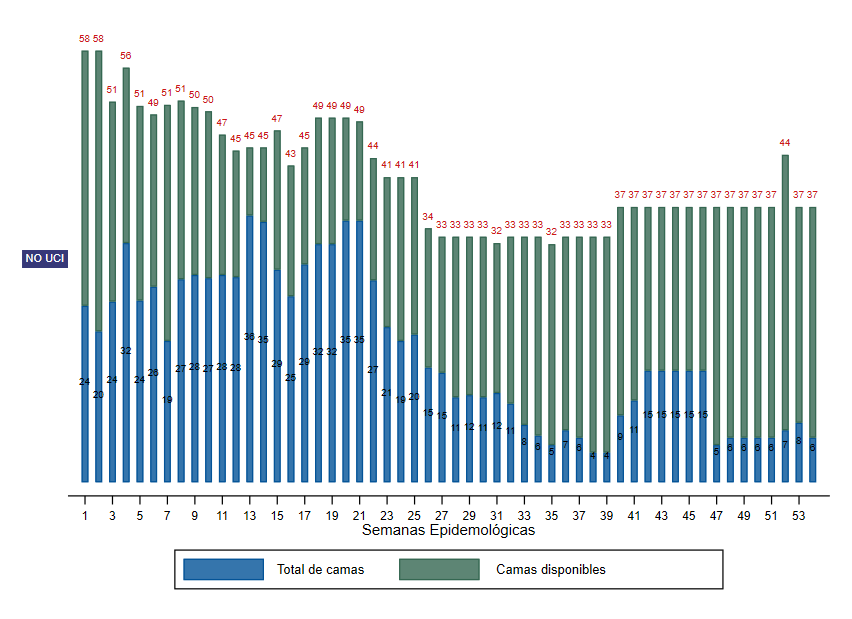 58 58 51 56 51 49 51 51 50 50 47 45 45 45 47 43 45 49 49 49 49 44 41 41 41 34 33 33 33 33 32 33 33 33 32 33 33 33 33 37 37 37 37 37 37 37 37 37 37 37 37 44 37 37
NO UCI
24 20 24 32 24 26 19 27 28 27 28 28 36 35 29 25 29 32 32 35 35 27 21 19 20 15 15 11 12 11 12 11 8 6 5 7 6 4 4 9 11 15 15 15 15 15 5 6 6 6 6 7 8 6
1 3 5 7 9 11 13 15 17 19 21 23 25 27 29 31 33 35 37 39 41 43 45 47 49 51 53
Semanas Epidemológicas
Total de camas Camas disponibles